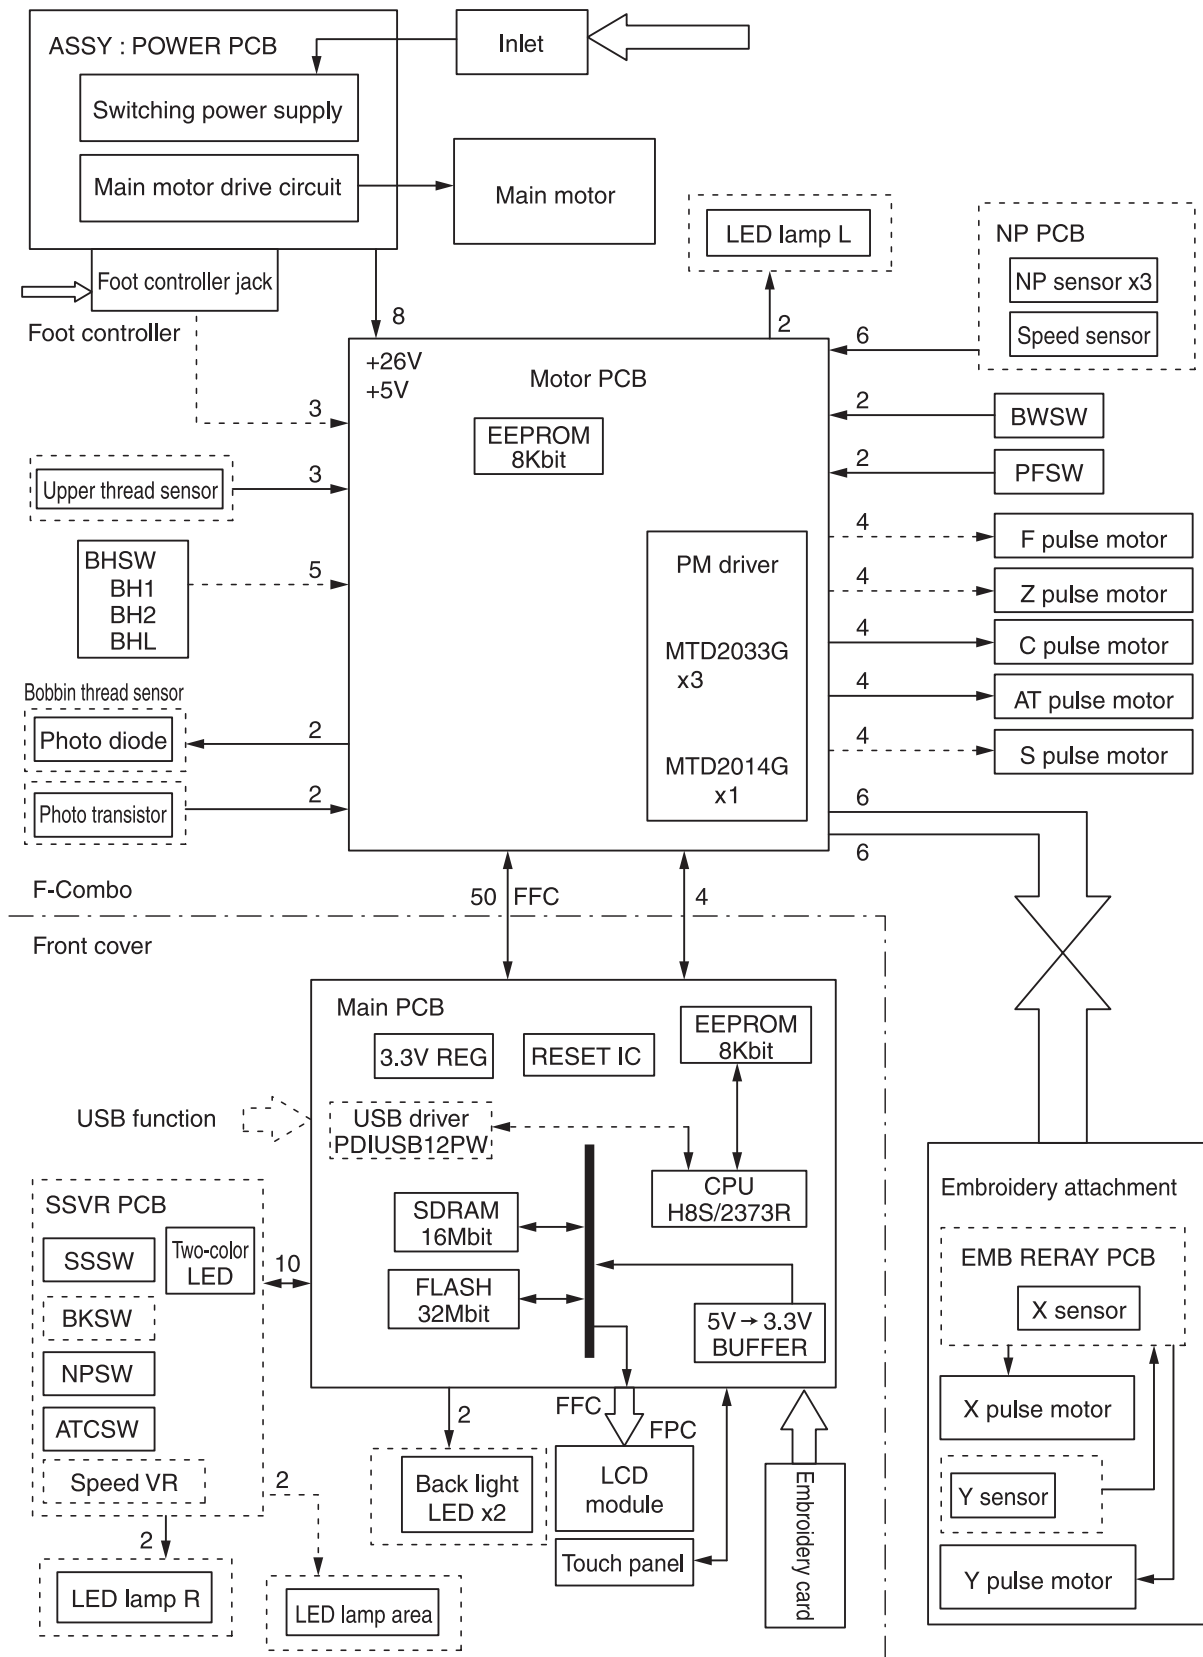 ASSY : POWER PCB
Inlet
Switching power supply
Main motor drive circuit
Main motor
LED lamp L
NP PCB
NP sensor x3
Speed sensor
Foot controller jack
Foot controller
8
2
6
+26V
+5V
Motor PCB
EEPROM
8Kbit
3
2
BWSW
2
PFSW
Upper thread sensor
3
4
F pulse motor
BHSW
BH1
BH2
BHL
5
PM driver
4
Z pulse motor
MTD2033G
x3
4
C pulse motor
4
AT pulse motor
Bobbin thread sensor
Photo diode
2
4
S pulse motor
MTD2014G
x1
Photo transistor
2
6
6
F-Combo
50
FFC
4
Front cover
Main PCB
3.3V REG
RESET IC
EEPROM
8Kbit
USB function
USB driver
PDIUSB12PW
CPU
H8S/2373R
SDRAM
16Mbit
FLASH
32Mbit
5V → 3.3V
BUFFER
SSVR PCB
SSSW
Two-color
LED
10
BKSW
NPSW
ATCSW
Speed VR
2
2
2
FFC
FPC
Back light
LED x2
LCD
module
Touch panel
Embroidery card
LED lamp R
LED lamp area
Embroidery attachment
EMB RERAY PCB
X sensor
X pulse motor
Y sensor
Y pulse motor